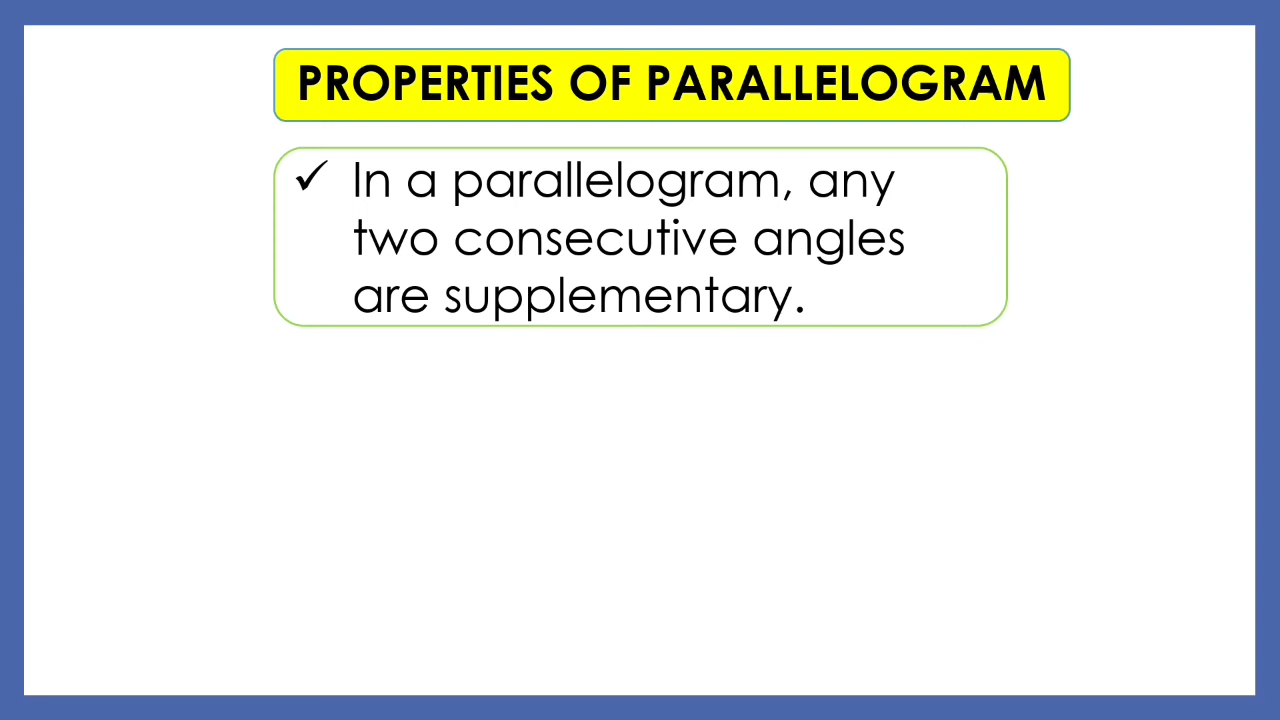 PROPERTIES OF PARALLELOGRAM
✓ In a parallelogram, any
two consecutive angles
are supplementary.